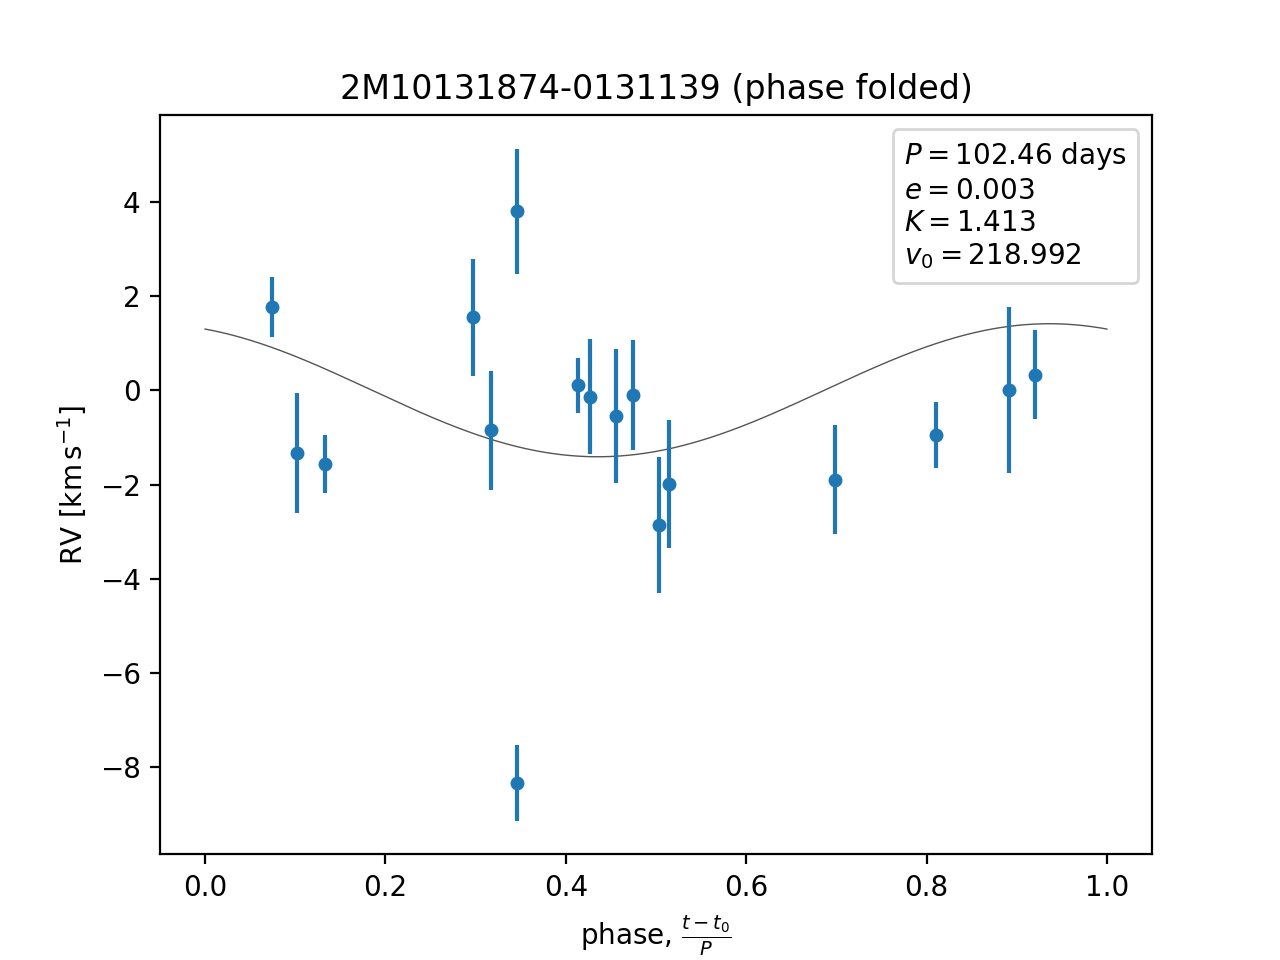 2M10131874-0131139 (phase folded)
P = 102.46 days
e = 0.003
K = 1.413
v₀ = 218.992
RV [km s⁻¹]
4
2
0
−2
−4
−6
−8
0.0 0.2 0.4 0.6 0.8 1.0
phase, (t − t₀)/P